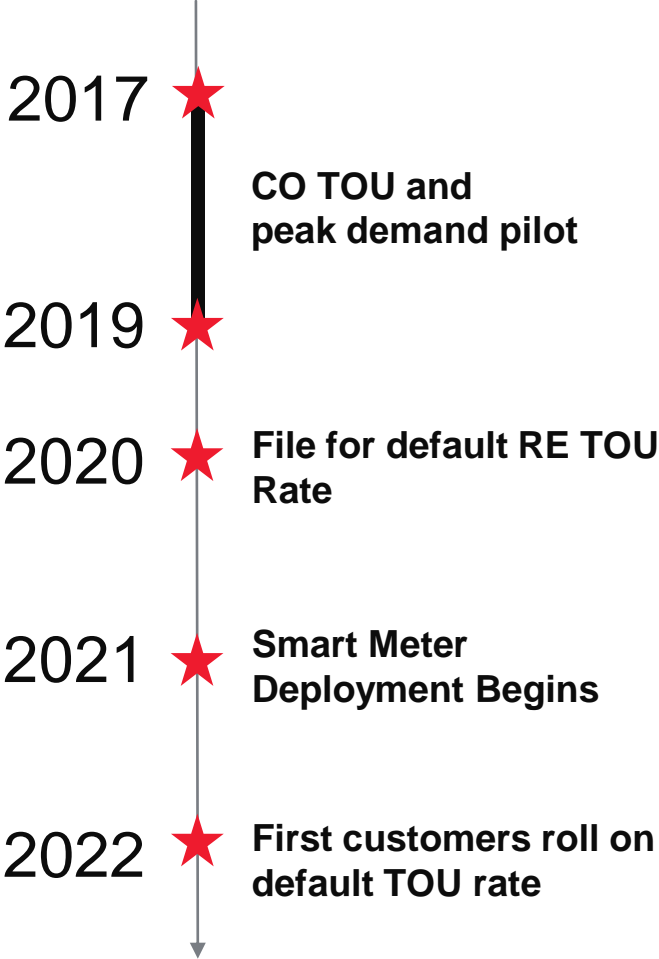 2017
CO TOU and
peak demand pilot
2019
2020
File for default RE TOU
Rate
2021
Smart Meter
Deployment Begins
2022
First customers roll on
default TOU rate